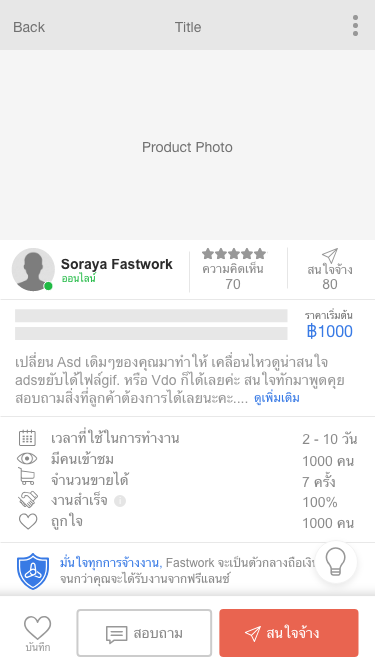 Back
Title
Product Photo
Soraya Fastwork
ออนไลน์
ความคิดเห็น
70
สนใจจ้าง
80
ราคาเริ่มต้น
฿1000
เปลี่ยน Asd เดิมๆของคุณมาทำให้ เคลื่อนไหวดูน่าสนใจ
adsขยับได้ไฟล์gif. หรือ Vdo ก็ได้เลยค่ะ สนใจทักมาพูดคุย
สอบถามสิ่งที่ลูกค้าต้องการได้เลยนะคะ.... ดูเพิ่มเติม
เวลาที่ใช้ในการทำงาน 2 - 10 วัน
มีคนเข้าชม 1000 คน
จำนวนขายได้ 7 ครั้ง
งานสำเร็จ 100%
ถูกใจ 1000 คน
มั่นใจทุกการจ้างงาน, Fastwork จะเป็นตัวกลางถือเงิน
จนกว่าคุณจะได้รับงานจากฟรีแลนซ์
บันทึก
สอบถาม
สนใจจ้าง